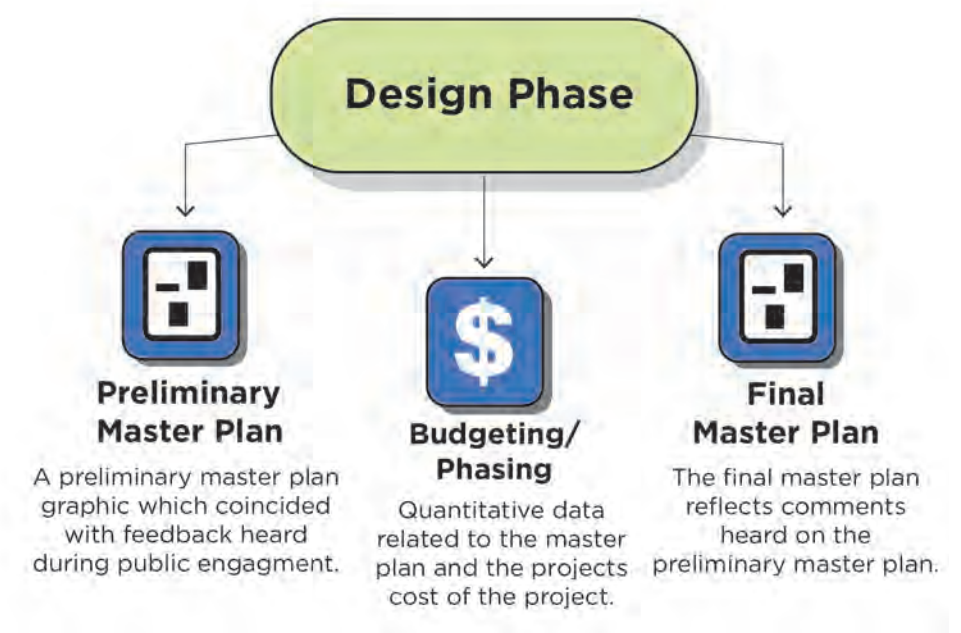 Design Phase
Preliminary
Master Plan
A preliminary master plan
graphic which coincided
with feedback heard
during public engagment.
$
Budgeting/
Phasing
Quantitative data
related to the master
plan and the projects
cost of the project.
Final
Master Plan
The final master plan
reflects comments
heard on the
preliminary master plan.